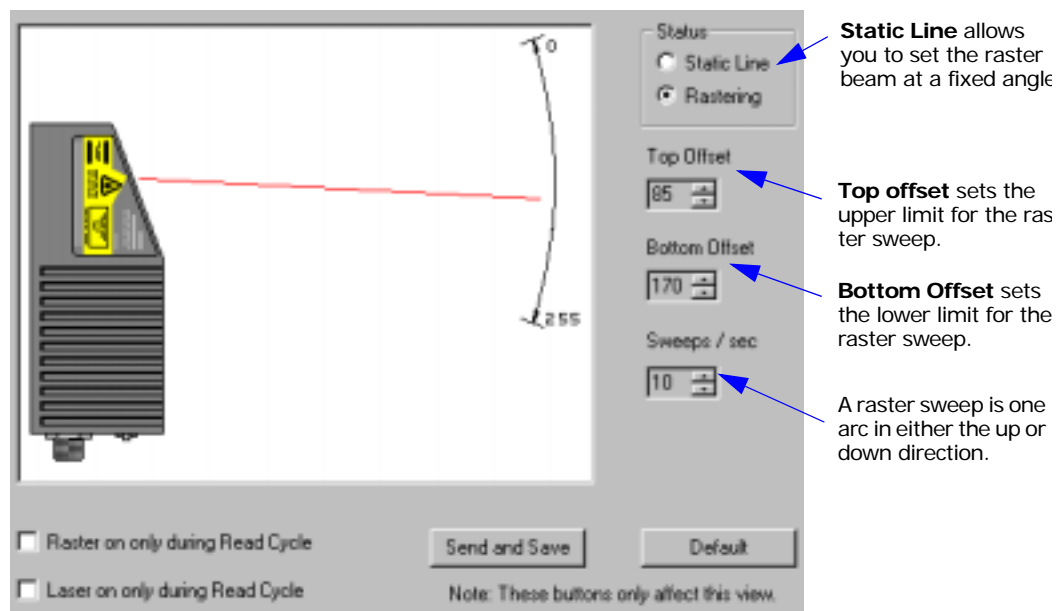 0
255
Status
Static Line
Rastering
Top Offset
85
Bottom Offset
170
Sweeps / sec
10
Raster on only during Read Cycle
Laser on only during Read Cycle
Send and Save
Default
Note: These buttons only affect this view.
Static Line allows
you to set the raster
beam at a fixed angle
Top offset sets the
upper limit for the ras
ter sweep.
Bottom Offset sets
the lower limit for the
raster sweep.
A raster sweep is one
arc in either the up or
down direction.